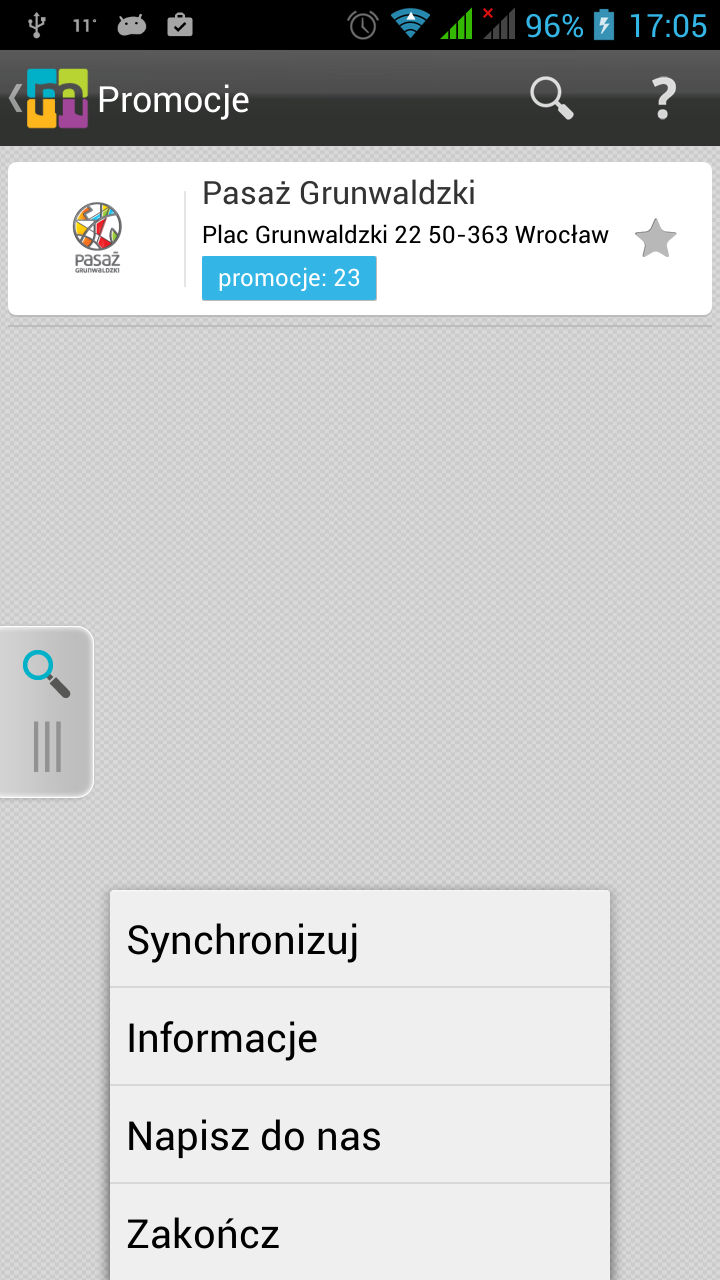 11°
96%
17:05
Promocje
?
Pasaż Grunwaldzki
Plac Grunwaldzki 22 50-363 Wrocław
promocje: 23
PASAŻ
GRUNWALDZKI
Synchronizuj
Informacje
Napisz do nas
Zakończ